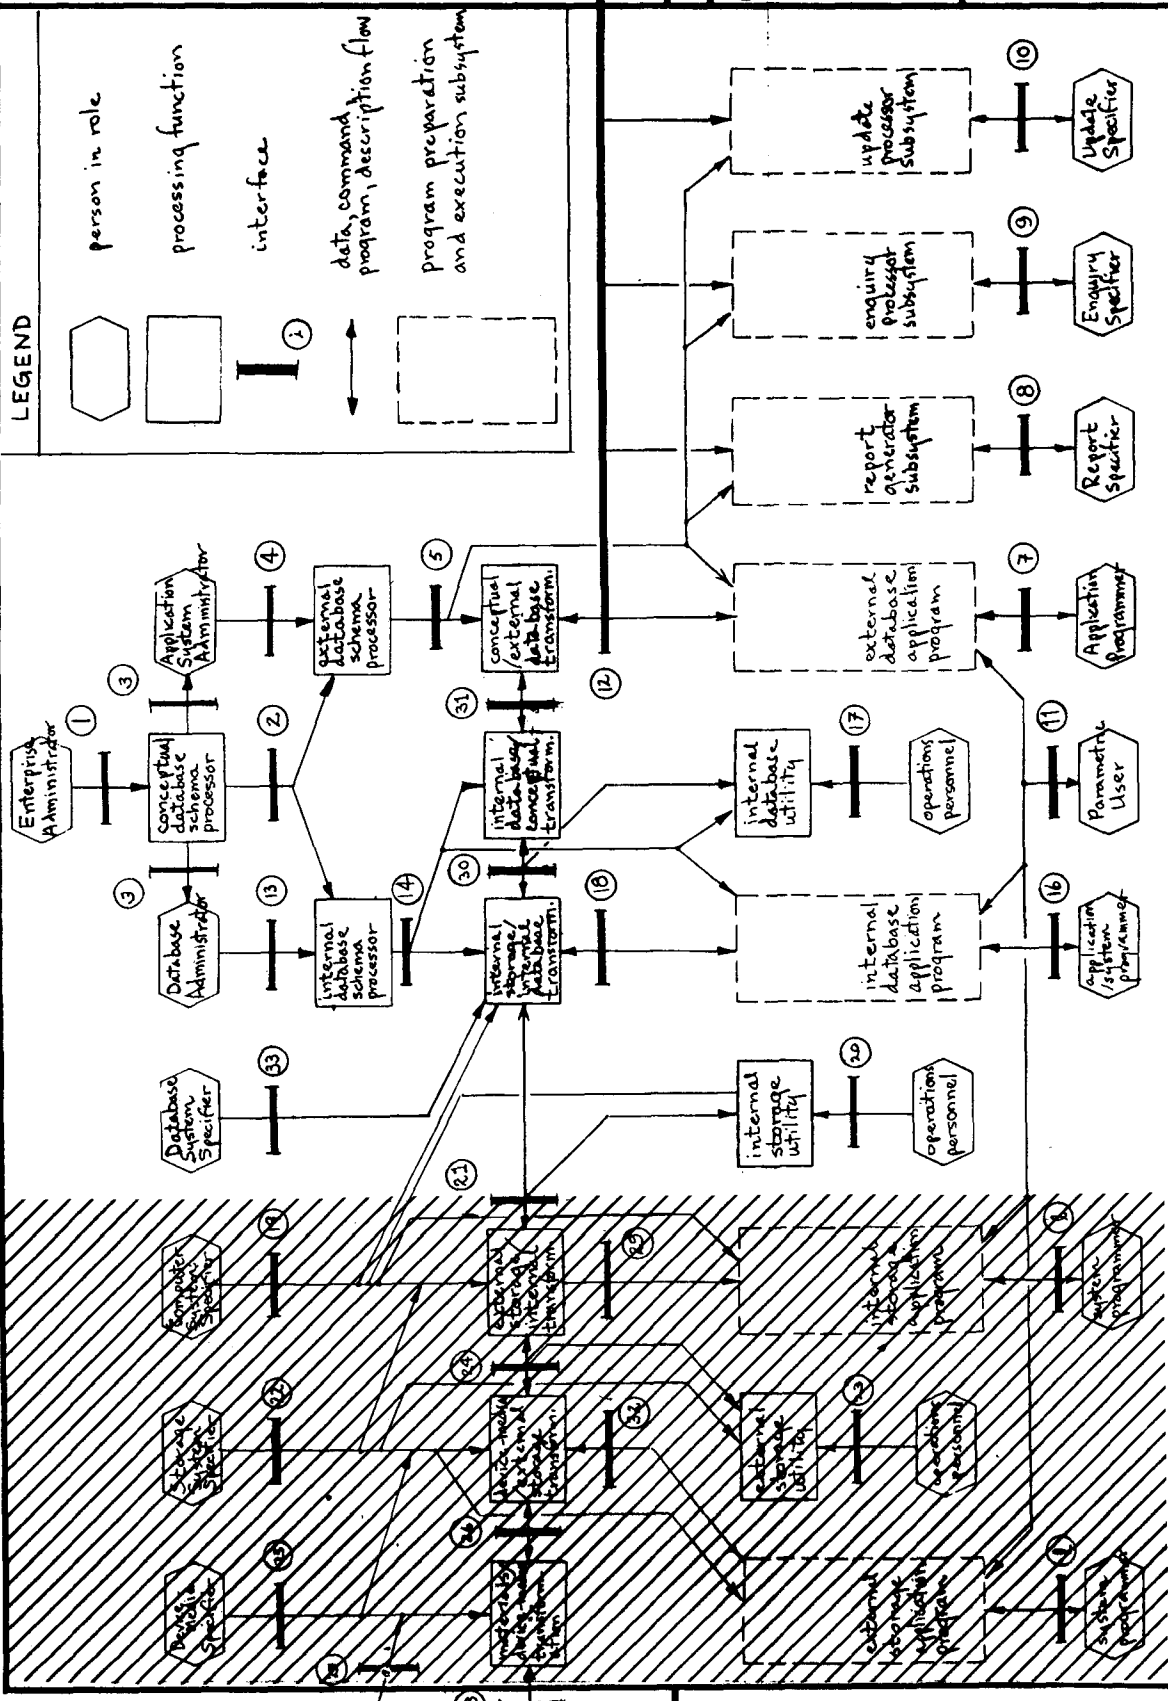 LEGEND
person in role
processing function
interface
i
data, command,
program, description flow
program preparation
and execution subsystem
Enterprise
Administrator
1
3
3
conceptual
database
schema
processor
2
Database
Administrator
Application
System
Administrator
13
4
internal
database
schema
processor
external
database
schema
processor
14
5
Database
System
Specifier
33
Computer
System
Specifier
19
Storage
System
Specifier
22
Device
Media
Specifier
25
device-media
/external
storage
transform.
external
storage
internal
transform.
internal
storage/
internal
database
transform.
internal
database/
conceptual
transform.
conceptual
/external
database
transform.
26
24
21
30
31
32
18
12
external
storage
utility
internal
storage
utility
20
operations
personnel
operations
personnel
internal
database
utility
17
operations
personnel
external
storage
application
program
system
programmer
internal
storage
application
program
system
programmer
internal
database
application
program
16
application
/system
programmer
11
Parametric
User
external
database
application
program
7
Application
Programmer
report
generator
subsystem
8
Report
Specifier
enquiry
processor
subsystem
9
Enquiry
Specifier
update
processor
subsystem
10
Update
Specifier